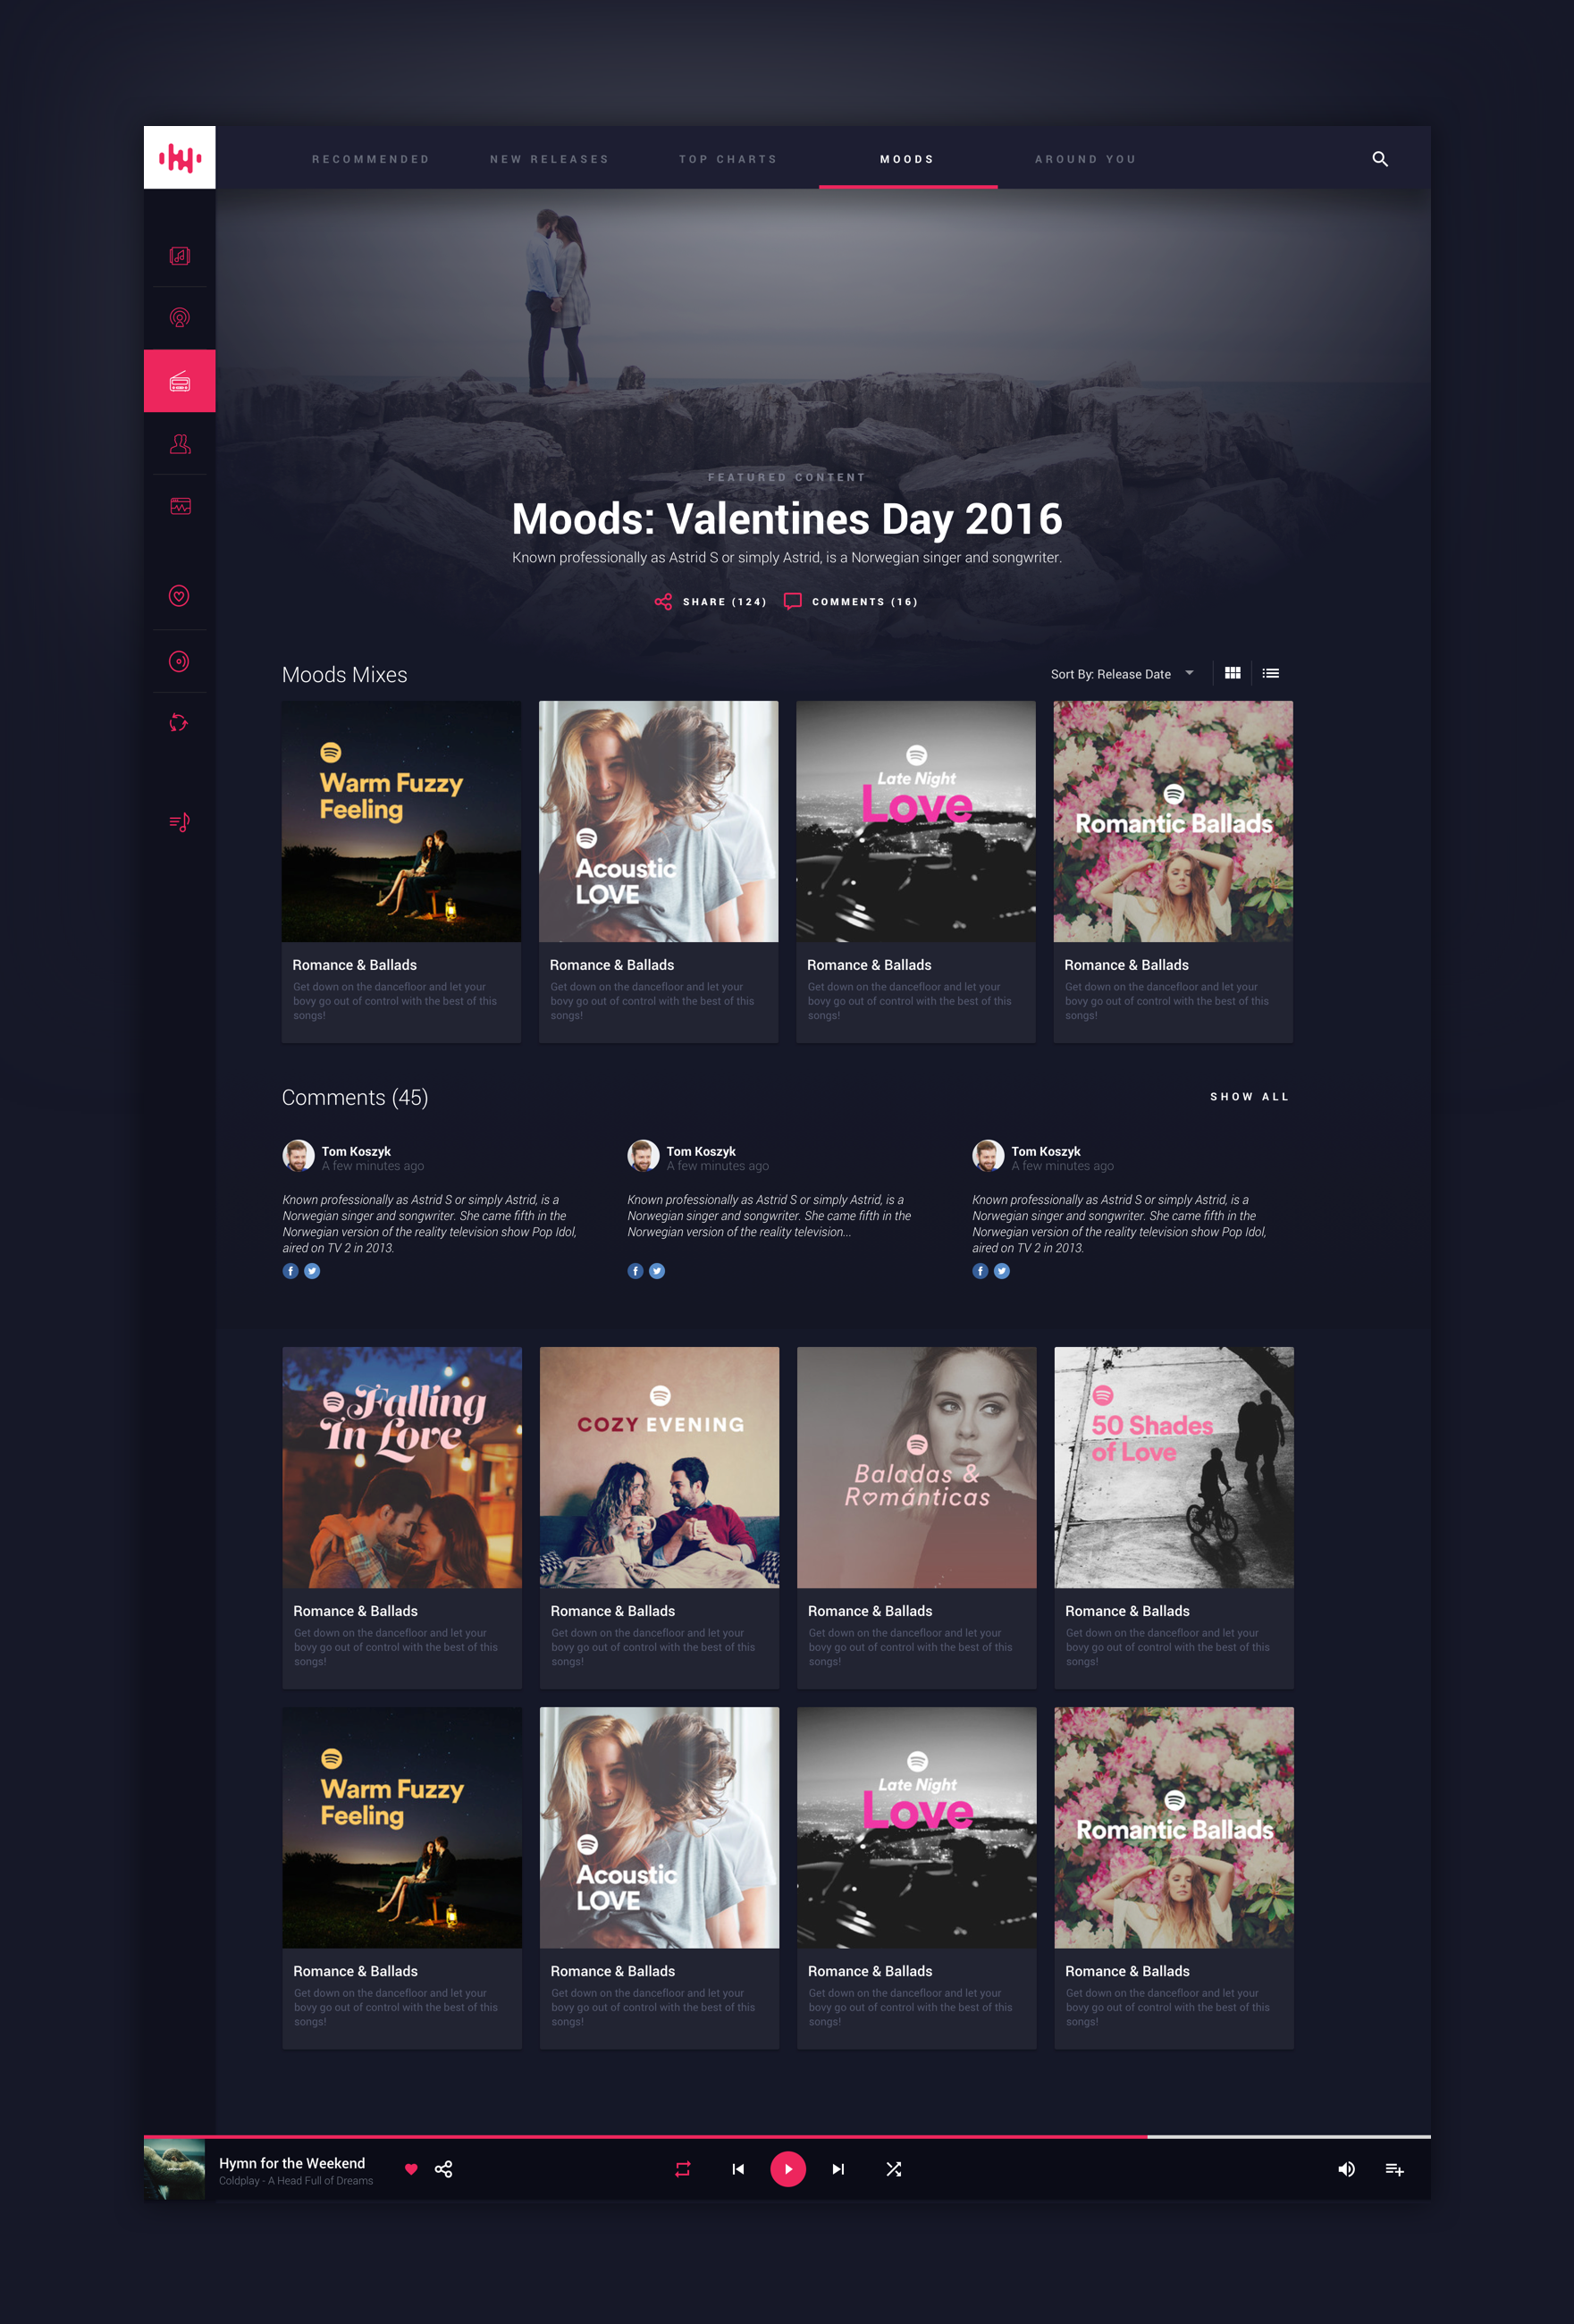 RECOMMENDED NEW RELEASES TOP CHARTS MOODS AROUND YOU
FEATURED CONTENT
Moods: Valentines Day 2016
Known professionally as Astrid S or simply Astrid, is a Norwegian singer and songwriter.
SHARE (124) COMMENTS (16)
Moods Mixes
Sort By: Release Date
Warm Fuzzy
Feeling
Romance & Ballads
Get down on the dancefloor and let your
bovy go out of control with the best of this
songs!
Acoustic
LOVE
Romance & Ballads
Get down on the dancefloor and let your
bovy go out of control with the best of this
songs!
Late Night
Love
Romance & Ballads
Get down on the dancefloor and let your
bovy go out of control with the best of this
songs!
Romantic Ballads
Romance & Ballads
Get down on the dancefloor and let your
bovy go out of control with the best of this
songs!
Comments (45)
SHOW ALL
Tom Koszyk
A few minutes ago
Known professionally as Astrid S or simply Astrid, is a
Norwegian singer and songwriter. She came fifth in the
Norwegian version of the reality television show Pop Idol,
aired on TV 2 in 2013.
Tom Koszyk
A few minutes ago
Known professionally as Astrid S or simply Astrid, is a
Norwegian singer and songwriter. She came fifth in the
Norwegian version of the reality television...
Tom Koszyk
A few minutes ago
Known professionally as Astrid S or simply Astrid, is a
Norwegian singer and songwriter. She came fifth in the
Norwegian version of the reality television show Pop Idol,
aired on TV 2 in 2013.
Falling
In Love
Romance & Ballads
Get down on the dancefloor and let your
bovy go out of control with the best of this
songs!
COZY EVENING
Romance & Ballads
Get down on the dancefloor and let your
bovy go out of control with the best of this
songs!
Baladas &
Románticas
Romance & Ballads
Get down on the dancefloor and let your
bovy go out of control with the best of this
songs!
50 Shades
of Love
Romance & Ballads
Get down on the dancefloor and let your
bovy go out of control with the best of this
songs!
Warm Fuzzy
Feeling
Romance & Ballads
Get down on the dancefloor and let your
bovy go out of control with the best of this
songs!
Acoustic
LOVE
Romance & Ballads
Get down on the dancefloor and let your
bovy go out of control with the best of this
songs!
Late Night
Love
Romance & Ballads
Get down on the dancefloor and let your
bovy go out of control with the best of this
songs!
Romantic Ballads
Romance & Ballads
Get down on the dancefloor and let your
bovy go out of control with the best of this
songs!
Hymn for the Weekend
Coldplay - A Head Full of Dreams